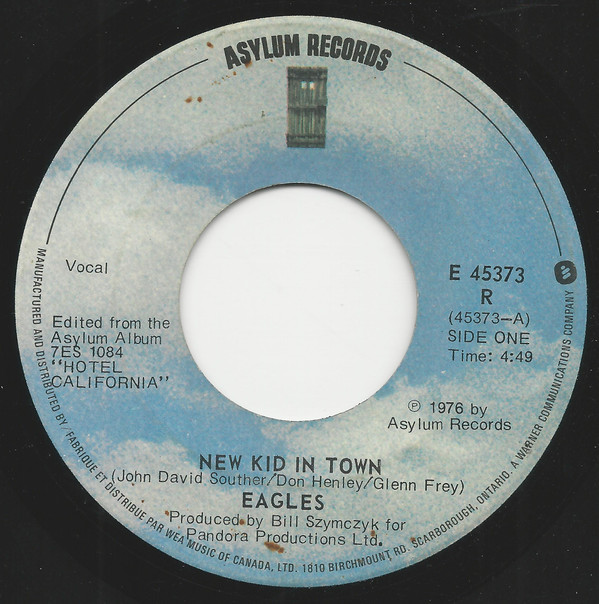 ASYLUM RECORDS
Vocal
Edited from the
Asylum Album
7ES 1084
"HOTEL
CALIFORNIA"
E 45373
R
(45373-A)
SIDE ONE
Time: 4:49
℗ 1976 by
Asylum Records
NEW KID IN TOWN
(John David Souther/Don Henley/Glenn Frey)
EAGLES
Produced by Bill Szymczyk for
Pandora Productions Ltd.
MANUFACTURED AND DISTRIBUTED BY/FABRIQUE ET DISTRIBUE PAR WEA MUSIC OF CANADA, LTD. 1810 BIRCHMOUNT RD. SCARBOROUGH, ONTARIO. A WARNER COMMUNICATIONS COMPANY